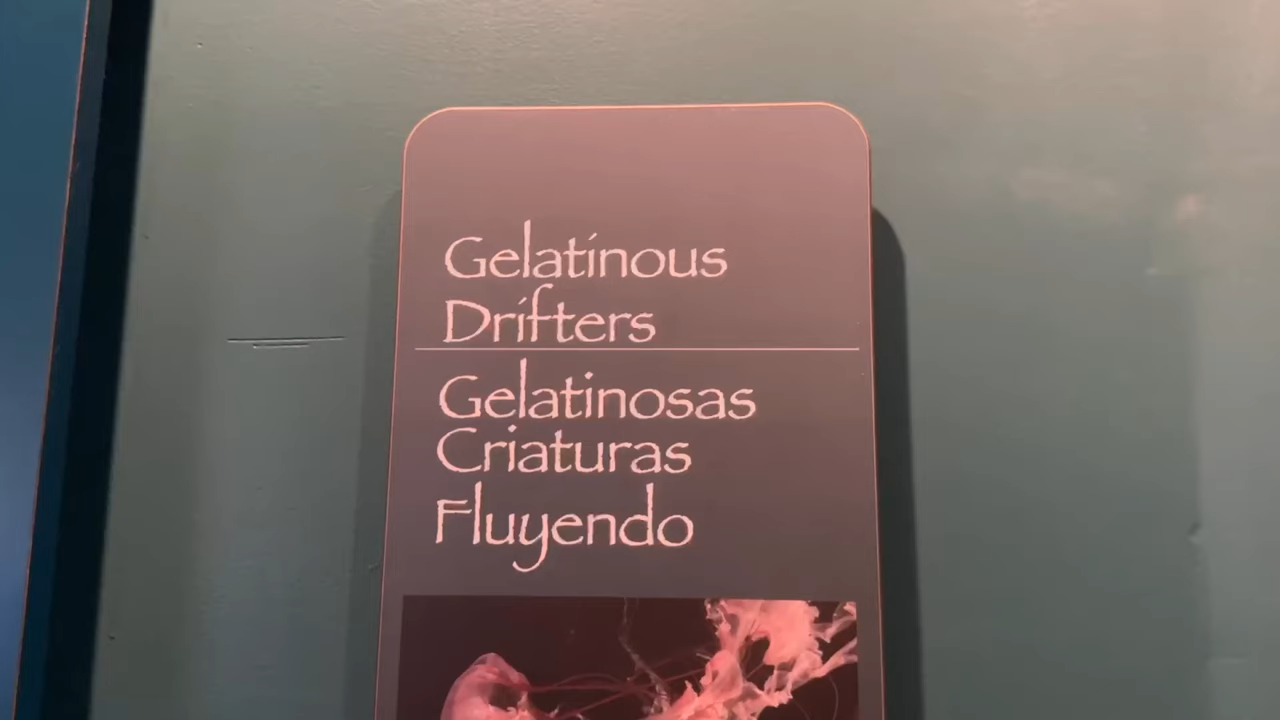 Gelatinous
Drifters
Gelatinosas
Criaturas
Fluyendo